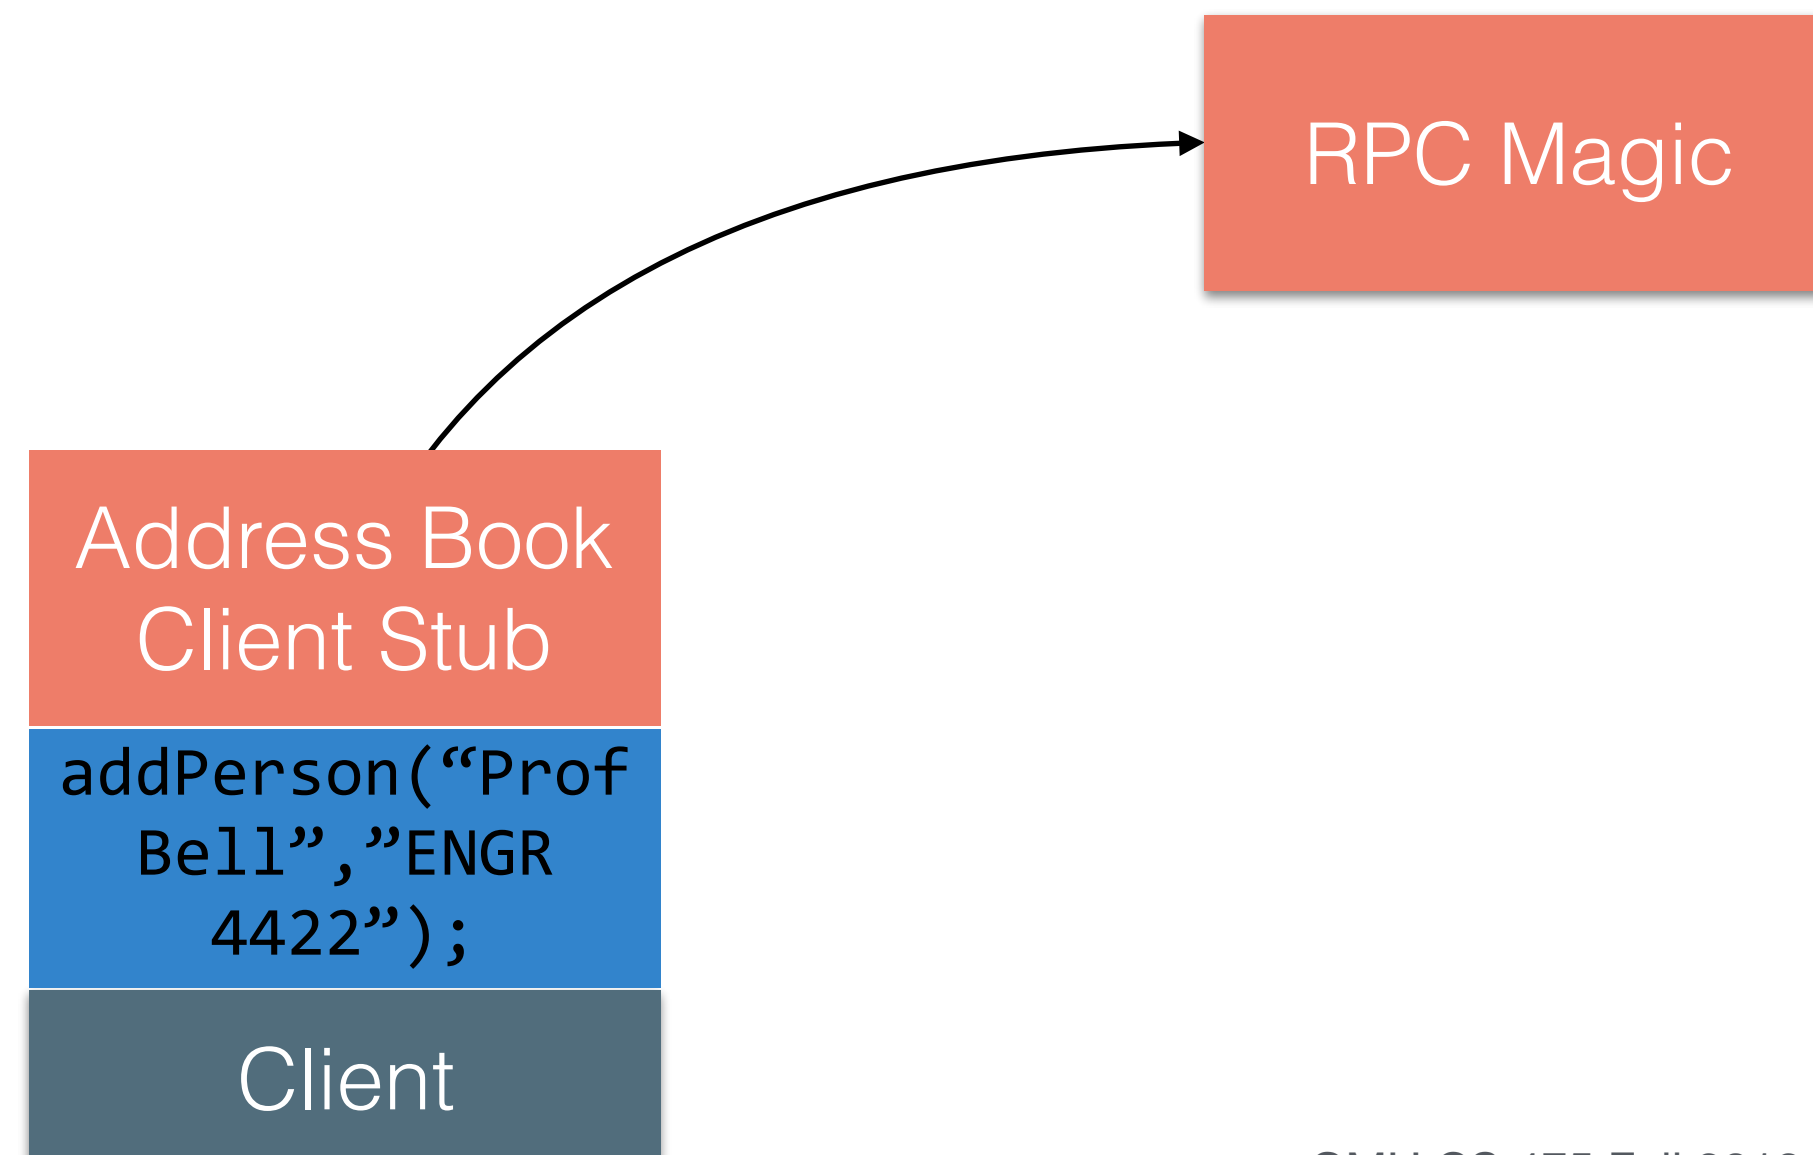 RPC Magic
Address Book
Client Stub
addPerson(“Prof
Bell”,”ENGR
4422”);
Client